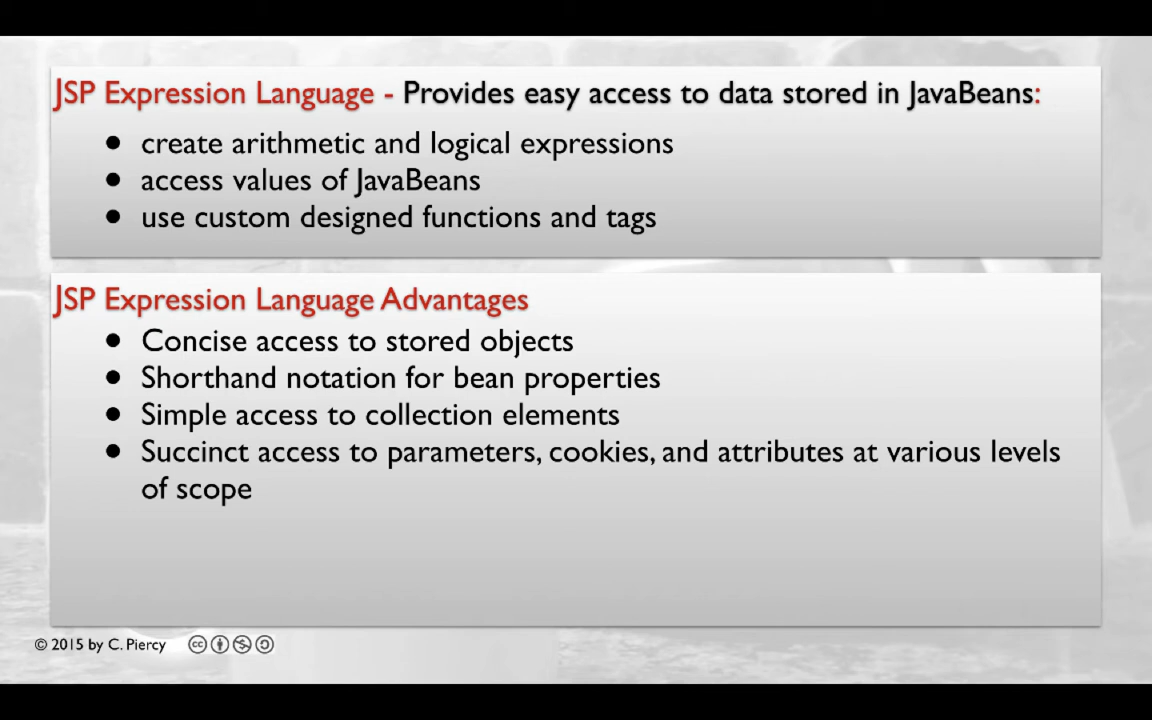 JSP Expression Language - Provides easy access to data stored in JavaBeans:
● create arithmetic and logical expressions
● access values of JavaBeans
● use custom designed functions and tags
JSP Expression Language Advantages
● Concise access to stored objects
● Shorthand notation for bean properties
● Simple access to collection elements
● Succinct access to parameters, cookies, and attributes at various levels
of scope
© 2015 by C. Piercy cc